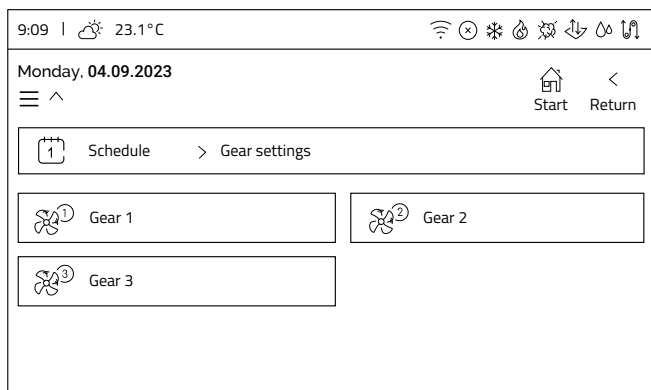 9:09 | 23.1°C
Monday, 04.09.2023
Start
Return
1 Schedule > Gear settings
1 Gear 1
2 Gear 2
3 Gear 3